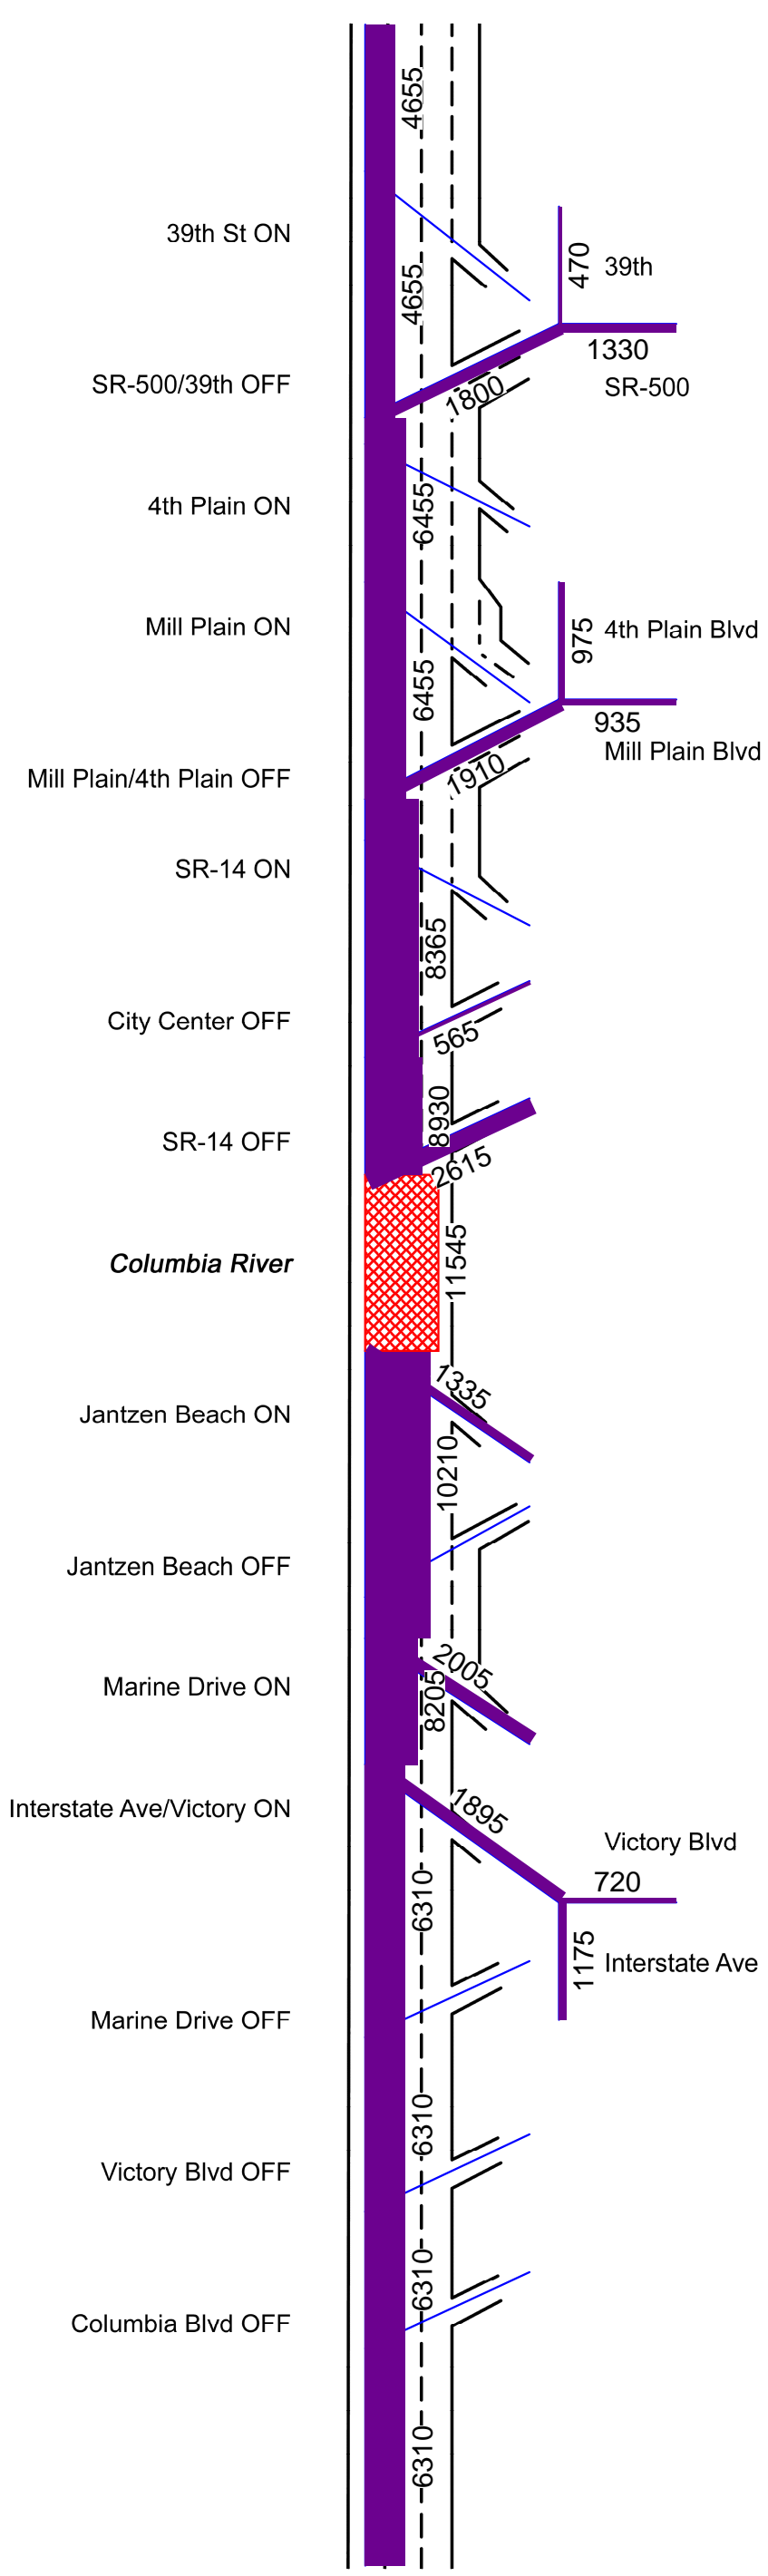 4655
39th St ON
470
39th
4655
1330
SR-500/39th OFF
1800
SR-500
4th Plain ON
6455
Mill Plain ON
975
4th Plain Blvd
6455
935
Mill Plain Blvd
Mill Plain/4th Plain OFF
1910
SR-14 ON
8365
City Center OFF
565
8930
SR-14 OFF
2615
Columbia River
11545
1335
Jantzen Beach ON
10210
Jantzen Beach OFF
2005
Marine Drive ON
8205
Interstate Ave/Victory ON
1895
Victory Blvd
720
6310
1175
Interstate Ave
Marine Drive OFF
6310
Victory Blvd OFF
6310
Columbia Blvd OFF
6310